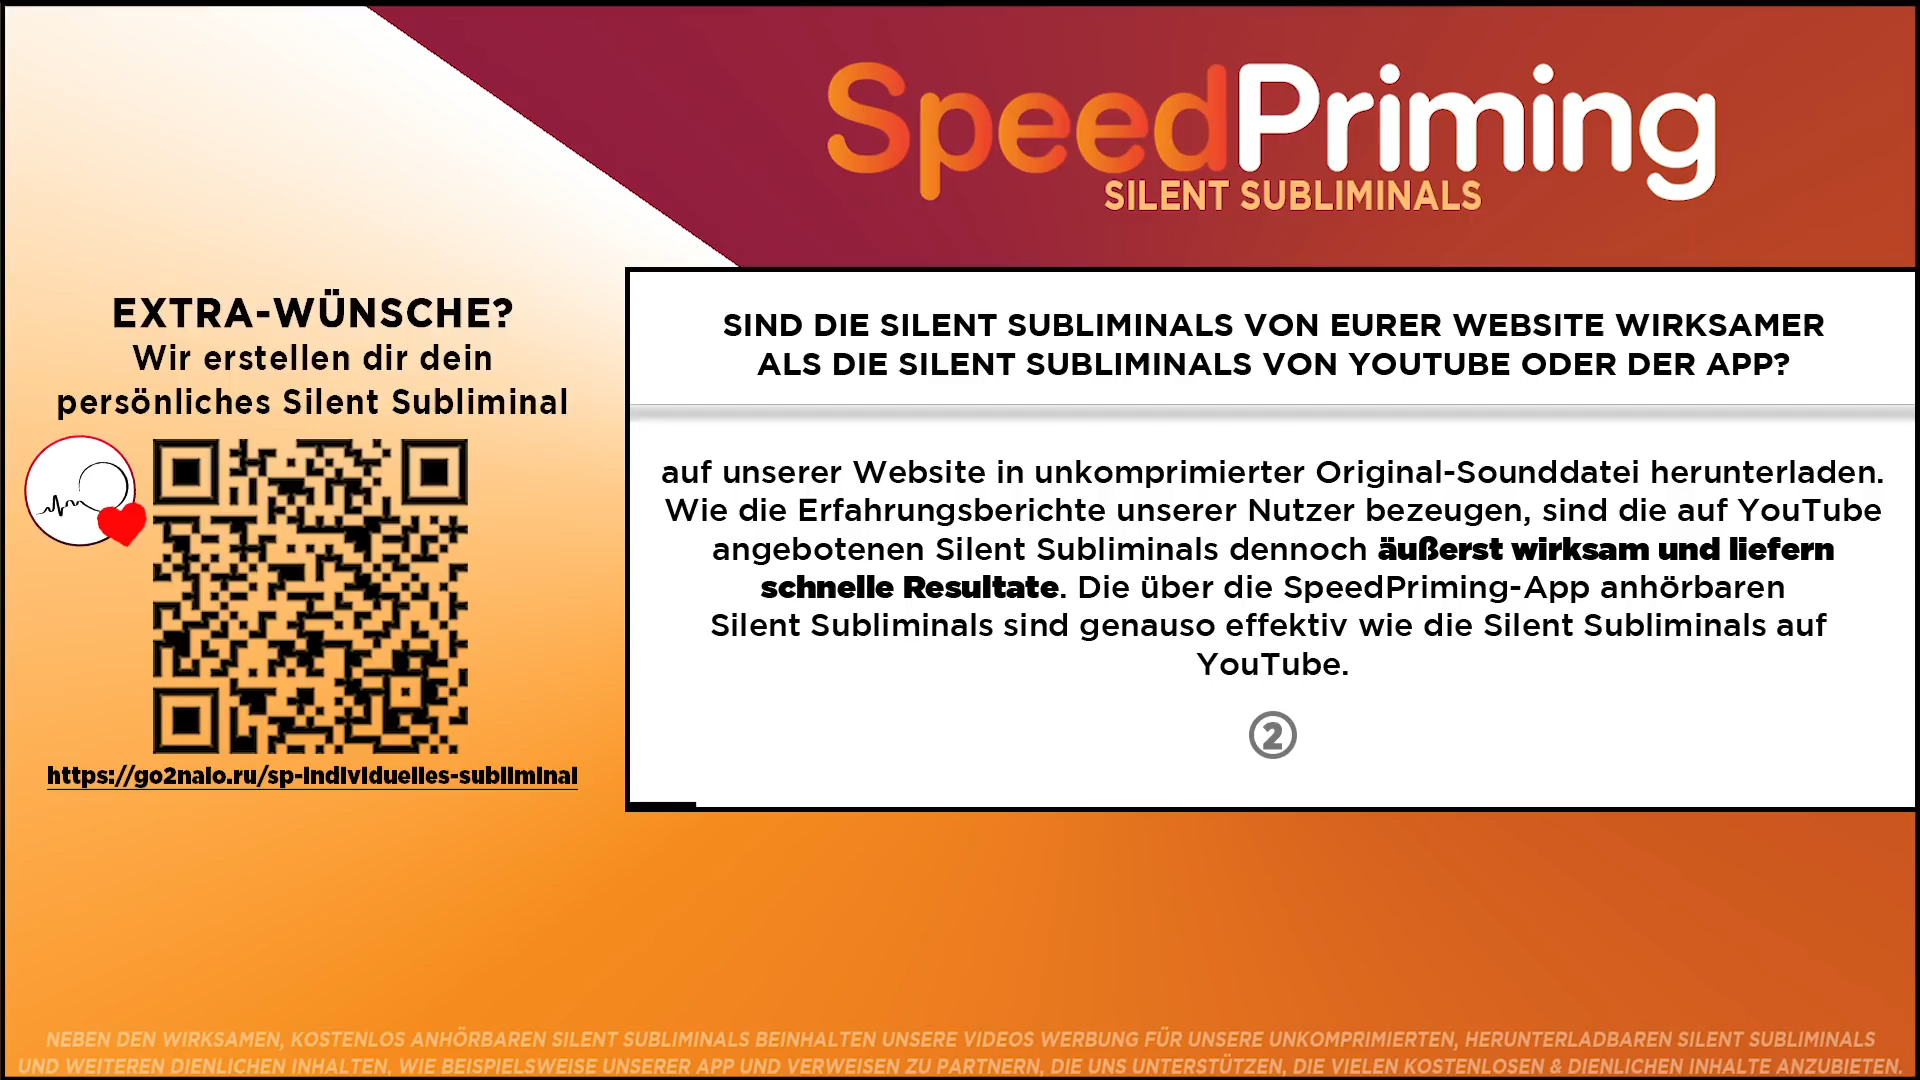 SpeedPriming
SILENT SUBLIMINALS
EXTRA-WÜNSCHE?
Wir erstellen dir dein
persönliches Silent Subliminal
https://go2nalo.ru/sp-individuelles-subliminal
SIND DIE SILENT SUBLIMINALS VON EURER WEBSITE WIRKSAMER
ALS DIE SILENT SUBLIMINALS VON YOUTUBE ODER DER APP?
auf unserer Website in unkomprimierter Original-Sounddatei herunterladen.
Wie die Erfahrungsberichte unserer Nutzer bezeugen, sind die auf YouTube
angebotenen Silent Subliminals dennoch äußerst wirksam und liefern
schnelle Resultate. Die über die SpeedPriming-App anhörbaren
Silent Subliminals sind genauso effektiv wie die Silent Subliminals auf
YouTube.
②
NEBEN DEN WIRKSAMEN, KOSTENLOS ANHÖRBAREN SILENT SUBLIMINALS BEINHALTEN UNSERE VIDEOS WERBUNG FÜR UNSERE UNKOMPRIMIERTEN, HERUNTERLADBAREN SILENT SUBLIMINALS
UND WEITEREN DIENLICHEN INHALTEN, WIE BEISPIELSWEISE UNSERER APP UND VERWEISEN ZU PARTNERN, DIE UNS UNTERSTÜTZEN, DIE VIELEN KOSTENLOSEN & DIENLICHEN INHALTE ANZUBIETEN.